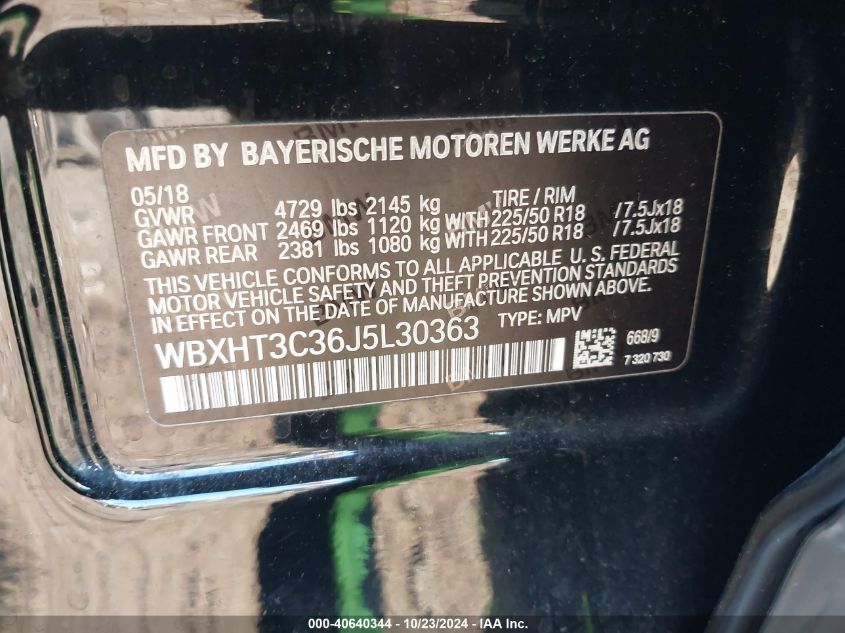 MFD BY BAYERISCHE MOTOREN WERKE AG
05/18 TIRE / RIM
GVWR 4729 lbs 2145 kg
GAWR FRONT 2469 lbs 1120 kg WITH 225/50 R18 /7.5Jx18
GAWR REAR 2381 lbs 1080 kg WITH 225/50 R18 /7.5Jx18
THIS VEHICLE CONFORMS TO ALL APPLICABLE U. S. FEDERAL
MOTOR VEHICLE SAFETY AND THEFT PREVENTION STANDARDS
IN EFFECT ON THE DATE OF MANUFACTURE SHOWN ABOVE.
WBXHT3C36J5L30363 TYPE: MPV
668/9
7 320 730
000-40640344 / 10/23/2024 - IAA Inc.